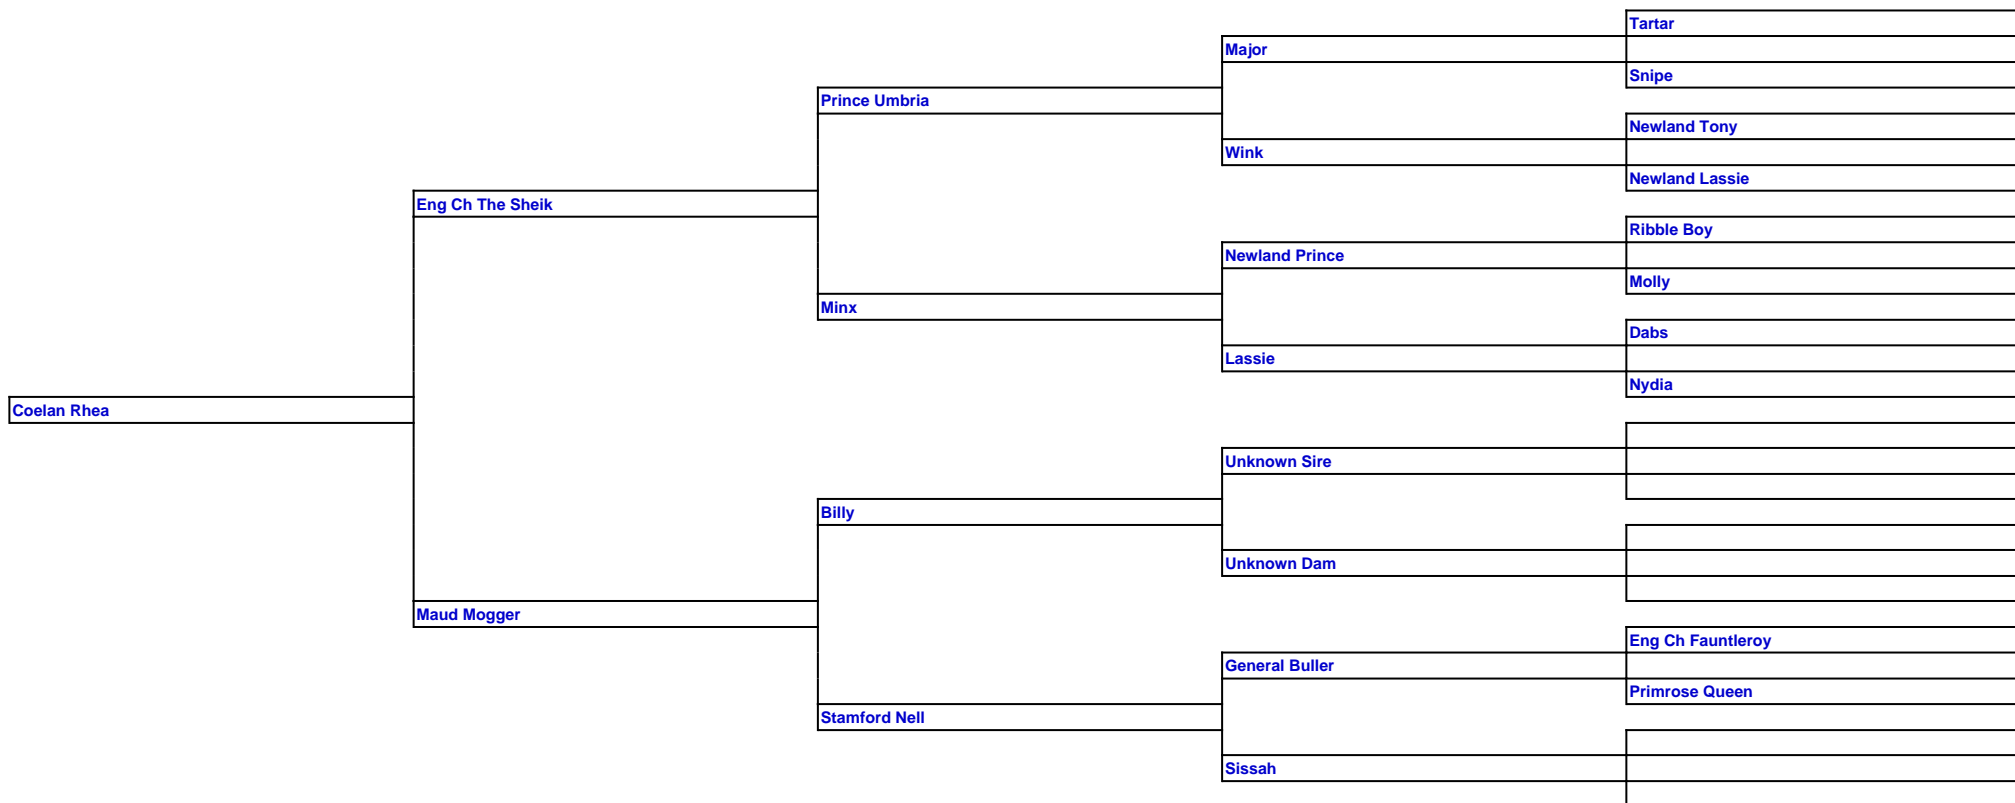 Tartar
Major
Snipe
Prince Umbria
Newland Tony
Wink
Newland Lassie
Eng Ch The Sheik
Ribble Boy
Newland Prince
Molly
Minx
Dabs
Lassie
Nydia
Coelan Rhea
Unknown Sire
Billy
Unknown Dam
Maud Mogger
Eng Ch Fauntleroy
General Buller
Primrose Queen
Stamford Nell
Sissah